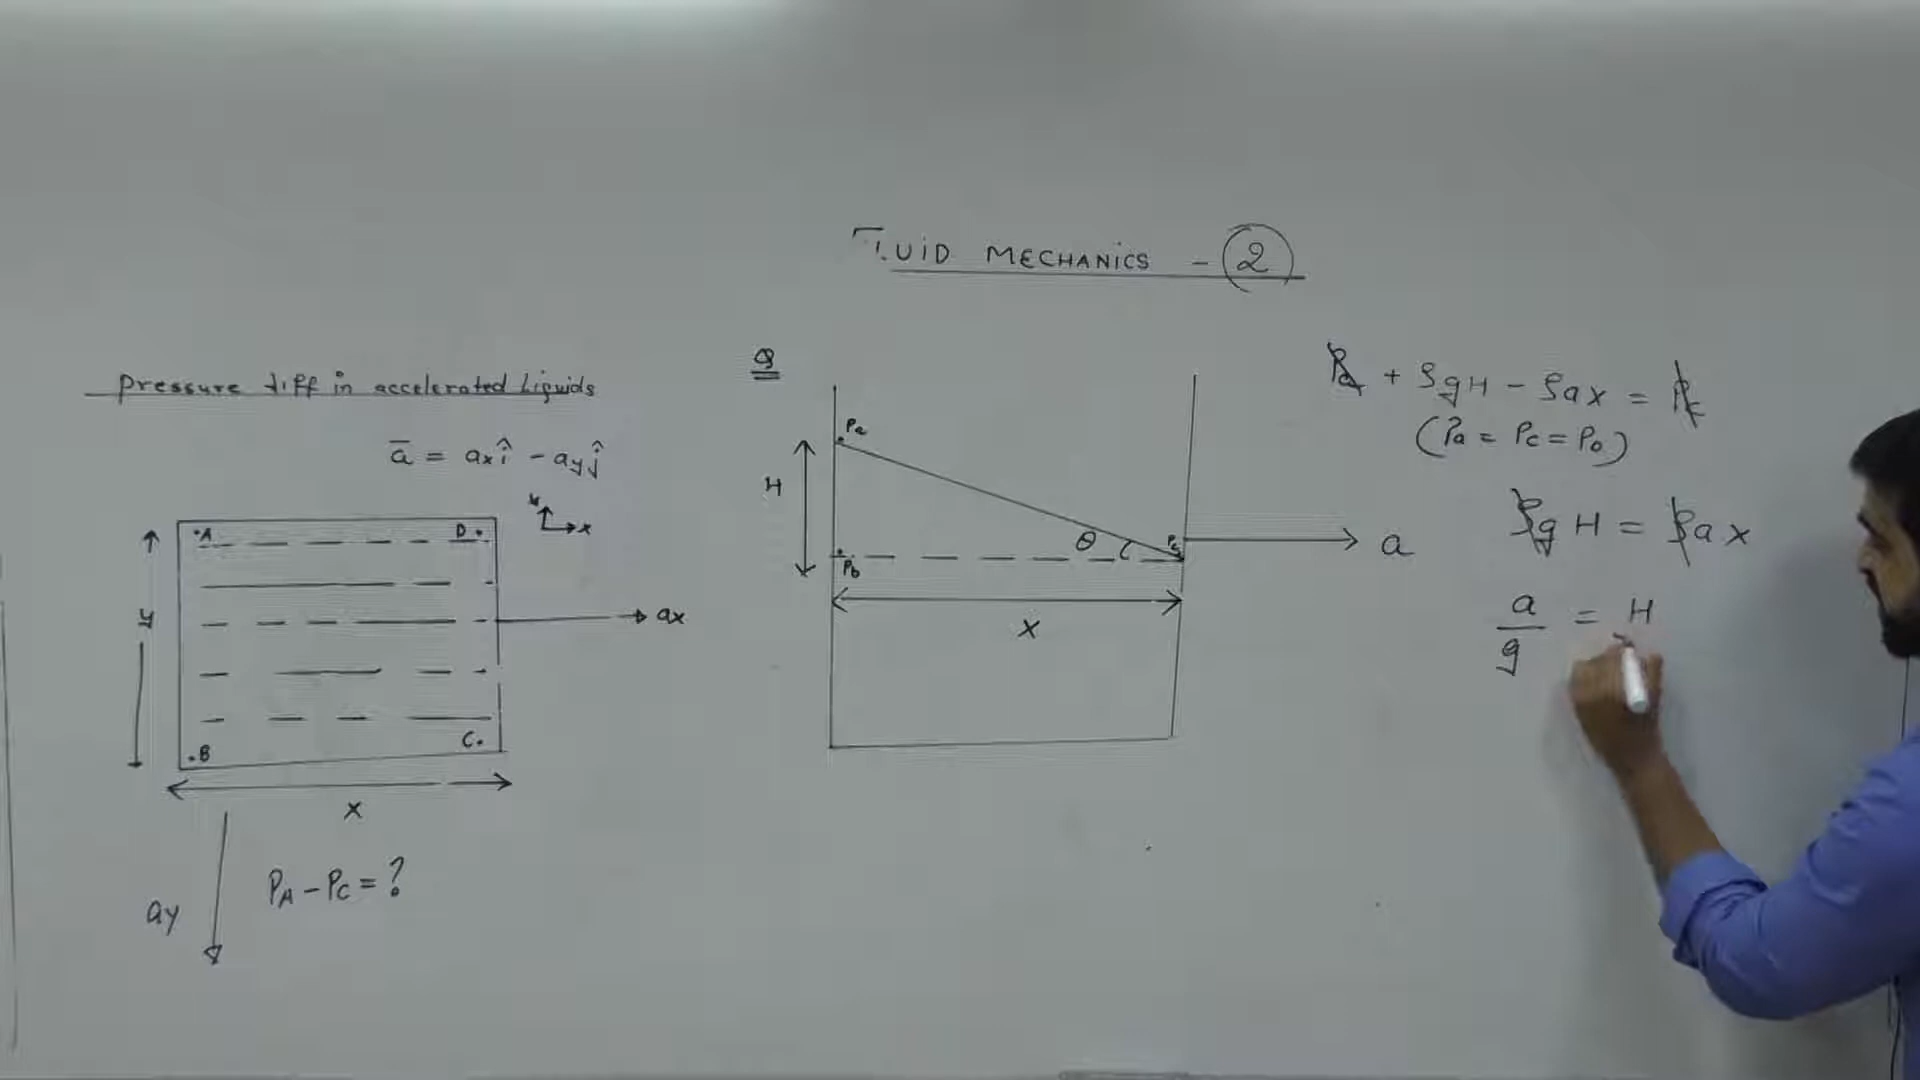 FLUID MECHANICS - 2
Pressure diff in accelerated Liquids
a̅ = axî - ayĵ
y
x
A
D
y
ax
B
C
x
ay
PA - PC = ?
Q
Pa
H
θ
Pc
Pb
x
a
Pa + ρgH - ρax = Pc
(Pa = Pc = P0)
ρgH = ρax
a/g = H